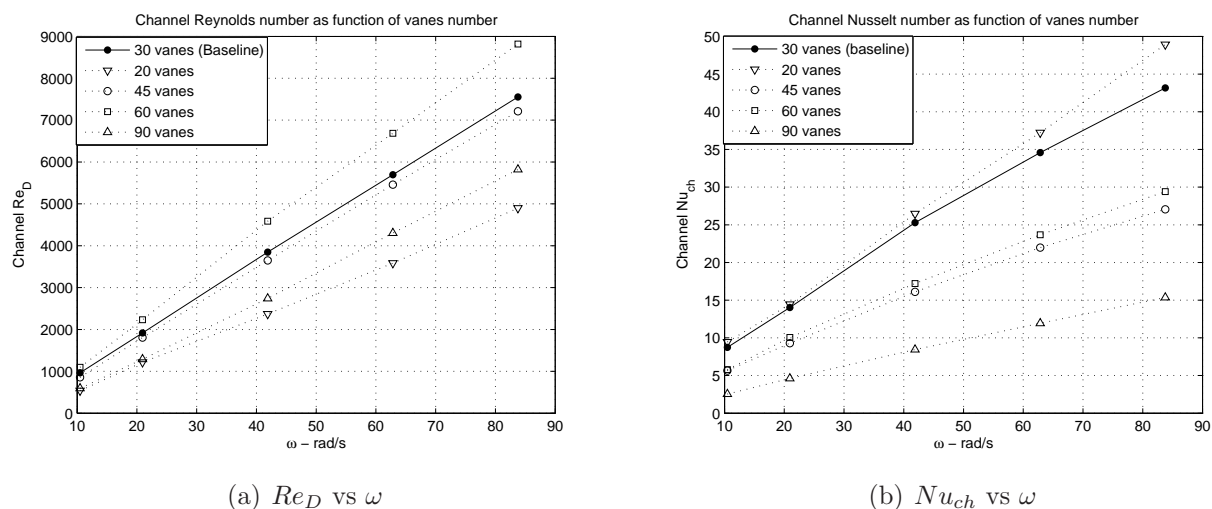 Channel Reynolds number as function of vanes number
9000
8000
7000
6000
5000
4000
3000
2000
1000
0
Channel Re_D
30 vanes (Baseline)
20 vanes
45 vanes
60 vanes
90 vanes
10 20 30 40 50 60 70 80 90
ω − rad/s
(a) Re_D vs ω
Channel Nusselt number as function of vanes number
50
45
40
35
30
25
20
15
10
5
0
Channel Nu_ch
30 vanes (baseline)
20 vanes
45 vanes
60 vanes
90 vanes
10 20 30 40 50 60 70 80 90
ω − rad/s
(b) Nu_ch vs ω